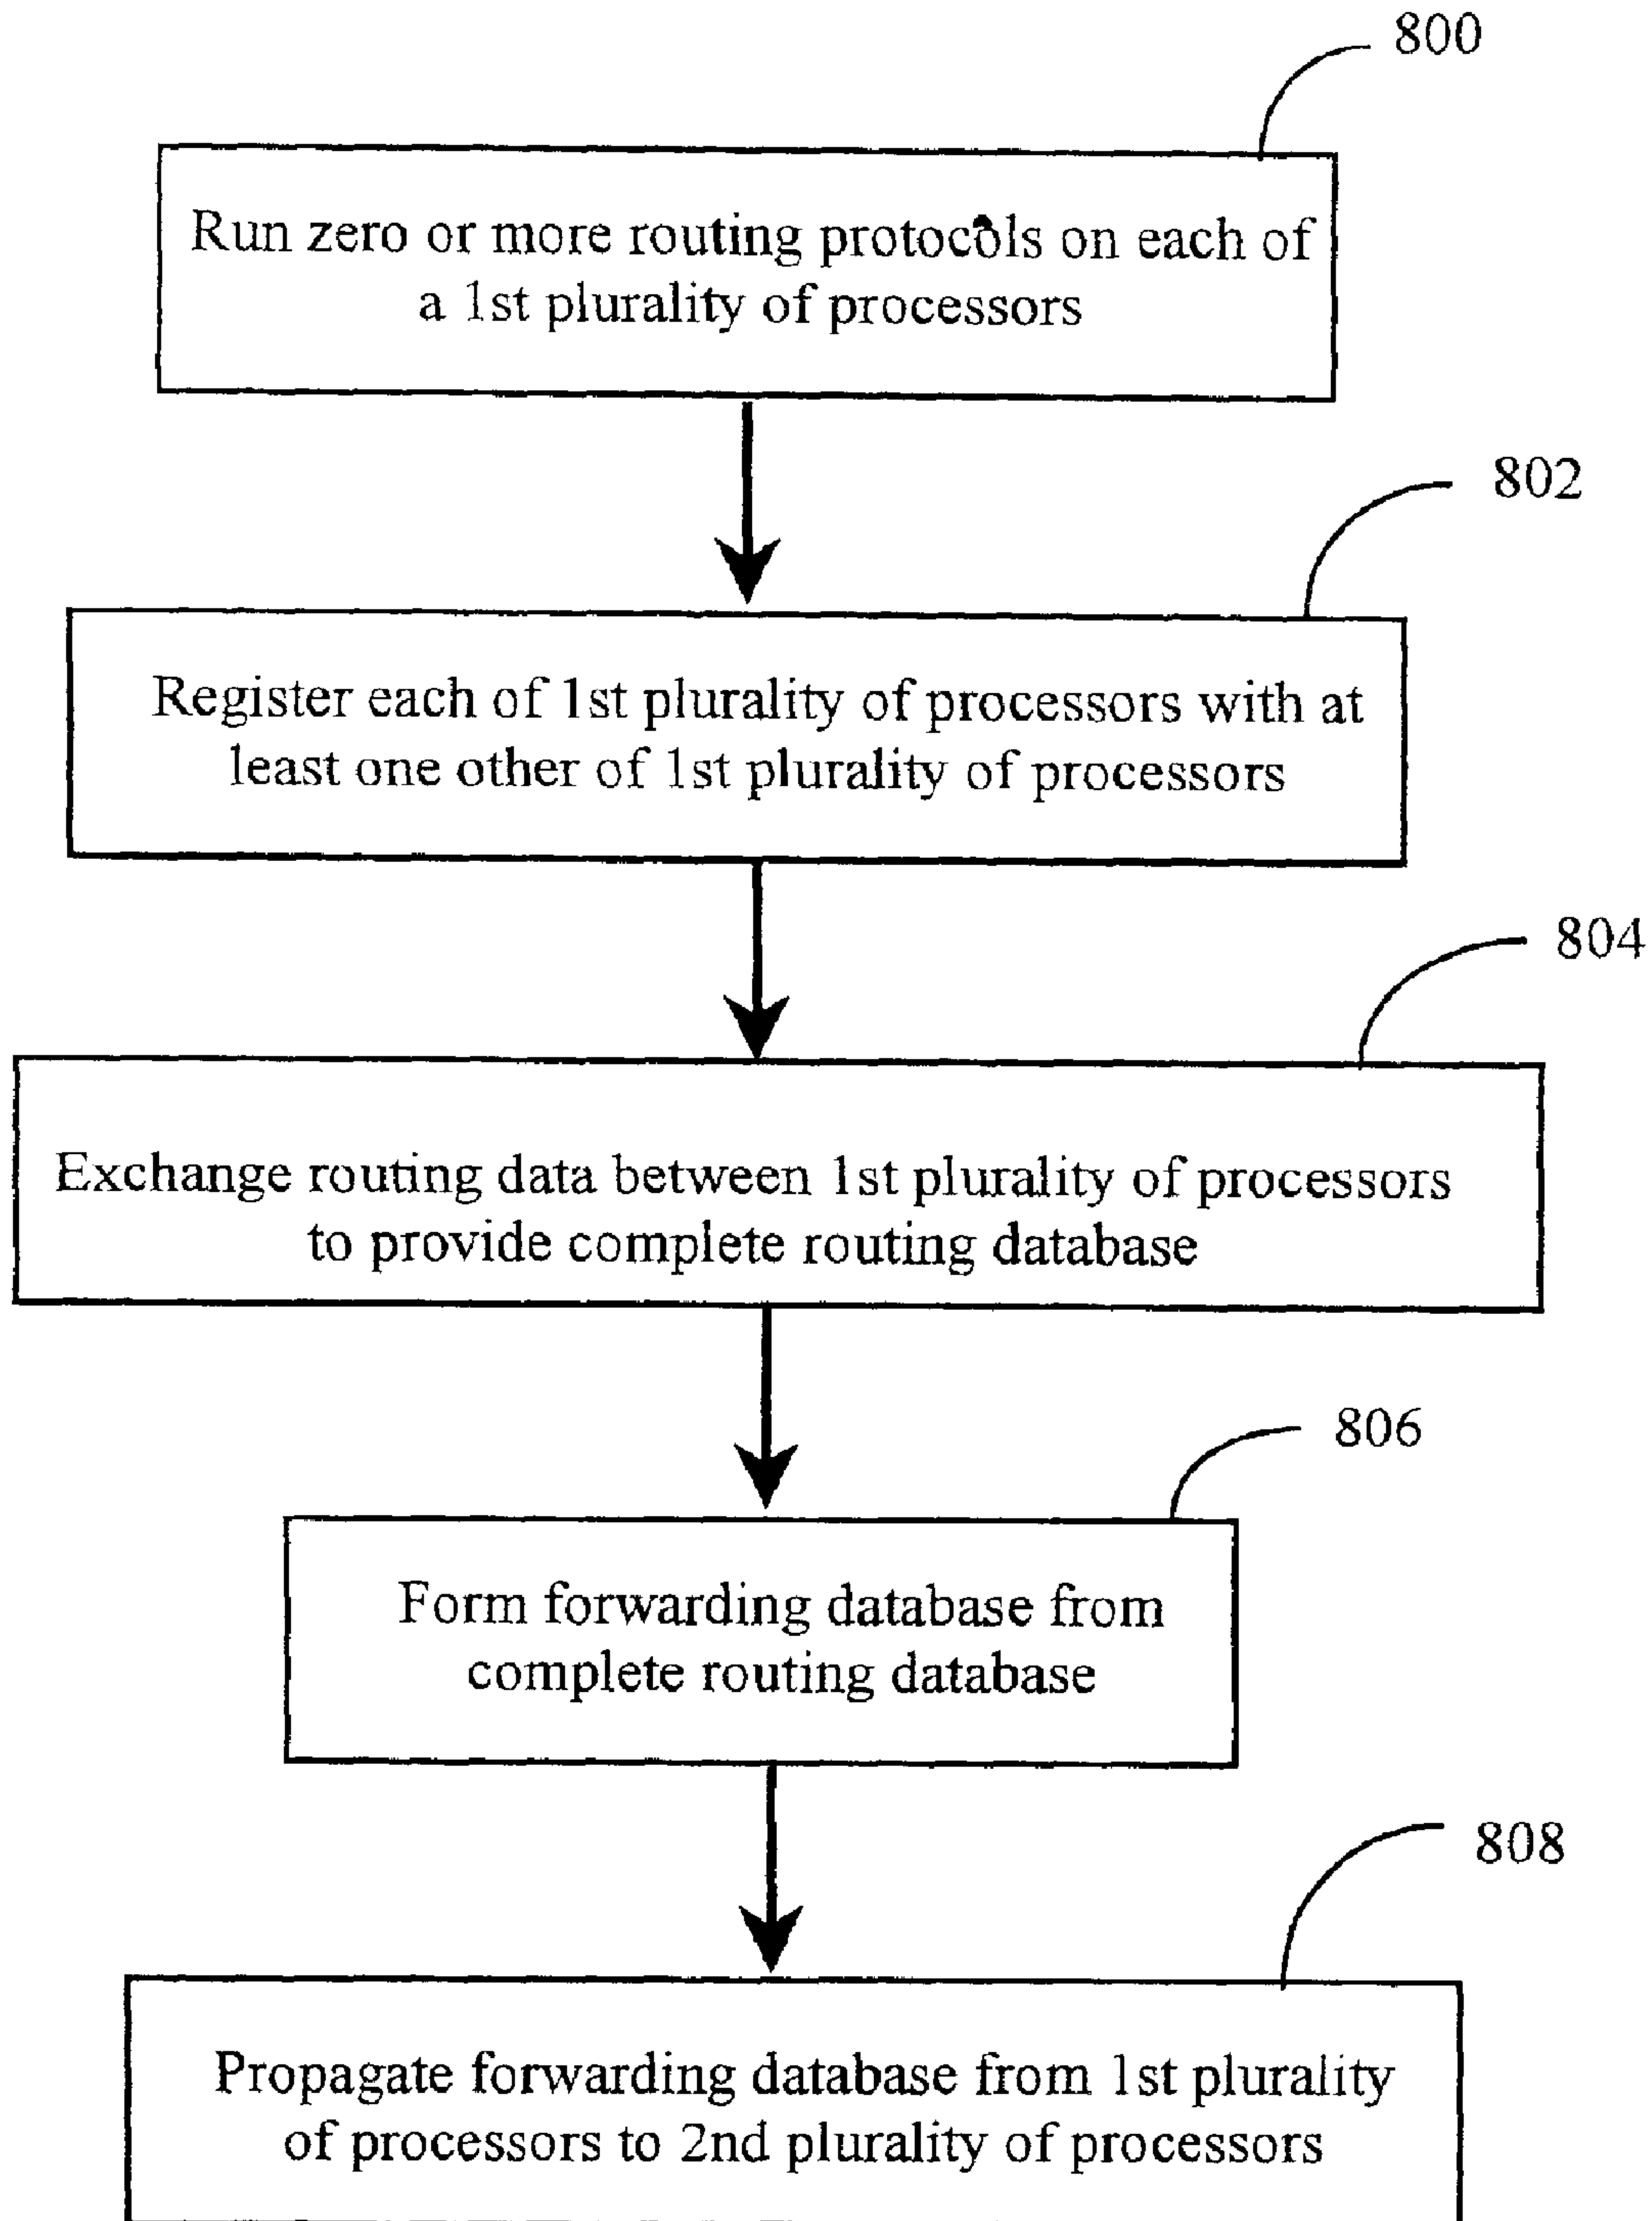 800
Run zero or more routing protocols on each of
a 1st plurality of processors
802
Register each of 1st plurality of processors with at
least one other of 1st plurality of processors
804
Exchange routing data between 1st plurality of processors
to provide complete routing database
806
Form forwarding database from
complete routing database
808
Propagate forwarding database from 1st plurality
of processors to 2nd plurality of processors